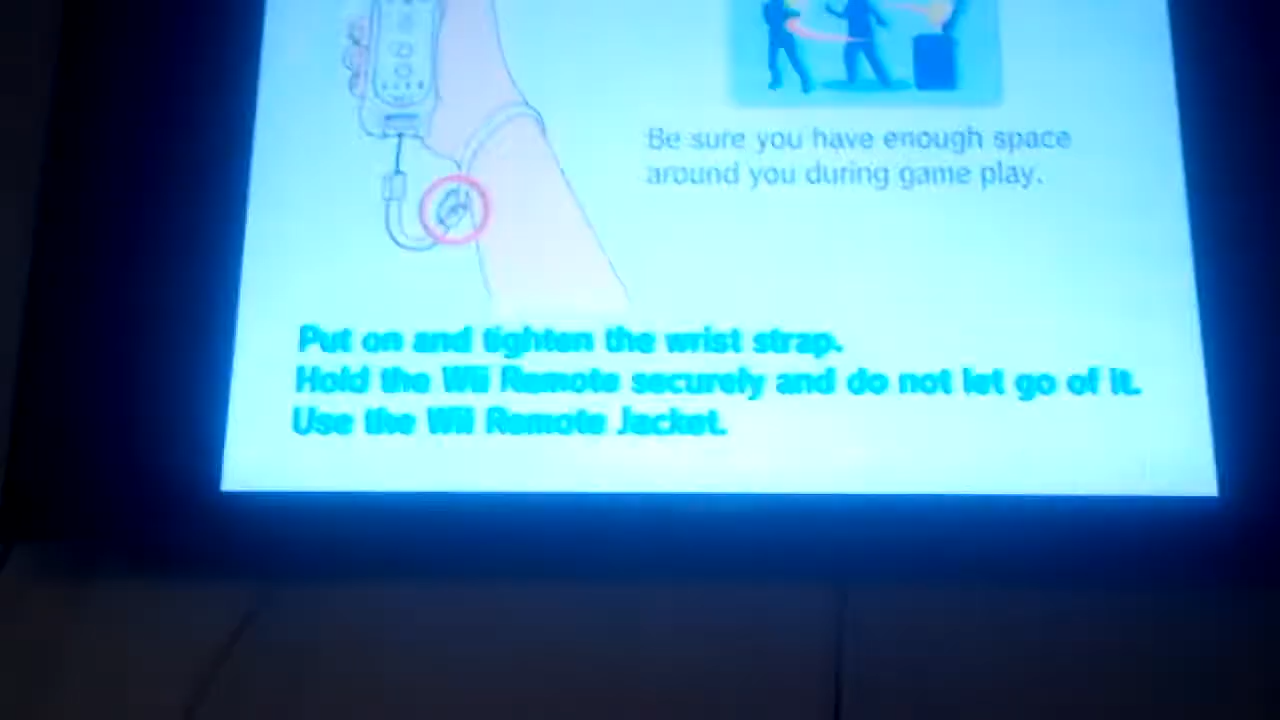 Be sure you have enough space
around you during game play.
Put on and tighten the wrist strap.
Hold the Wii Remote securely and do not let go of it.
Use the Wii Remote Jacket.